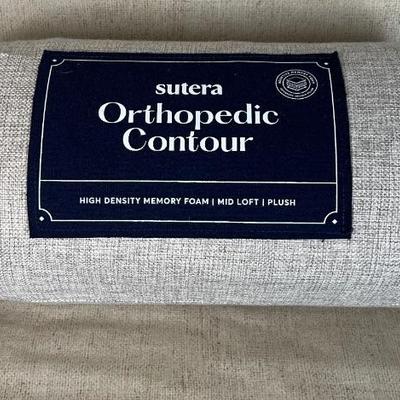 sutera
Orthopedic
Contour
HIGH DENSITY MEMORY FOAM | MID LOFT | PLUSH